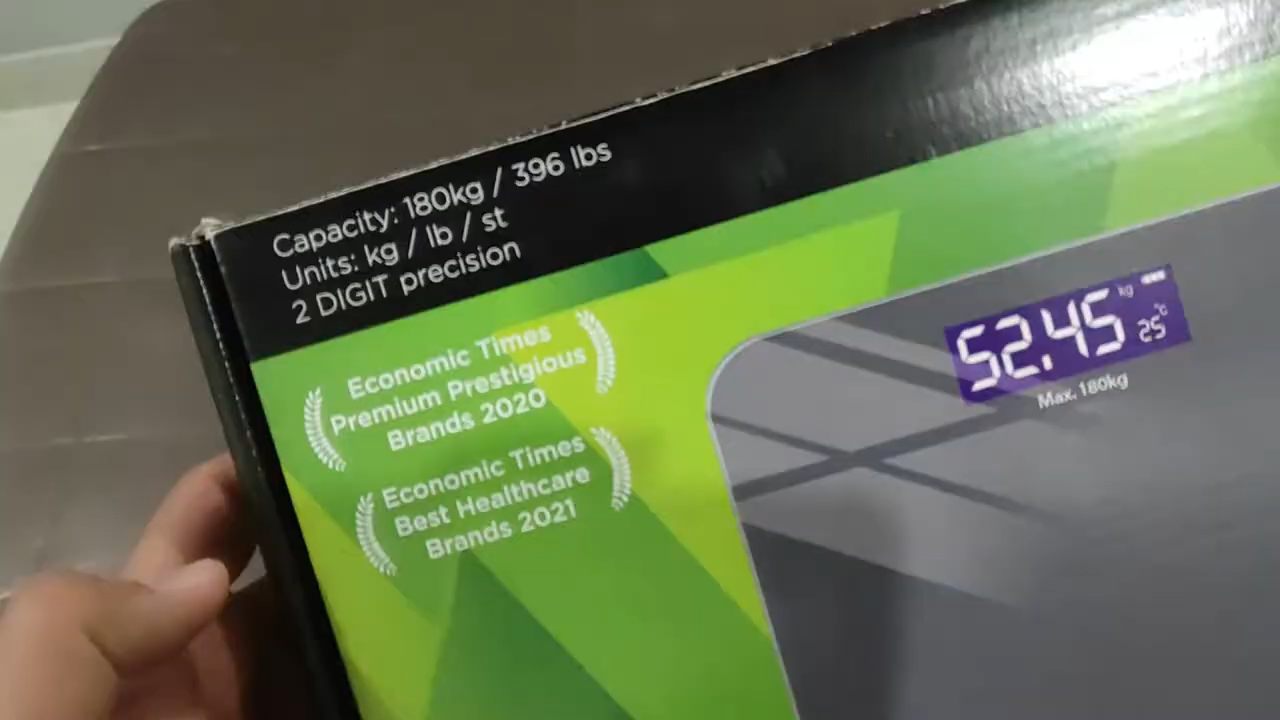 Capacity: 180kg / 396 lbs
Units: kg / lb / st
2 DIGIT precision
Economic Times
Premium Prestigious
Brands 2020
Economic Times
Best Healthcare
Brands 2021
52.45 kg
25°C
Max. 180kg